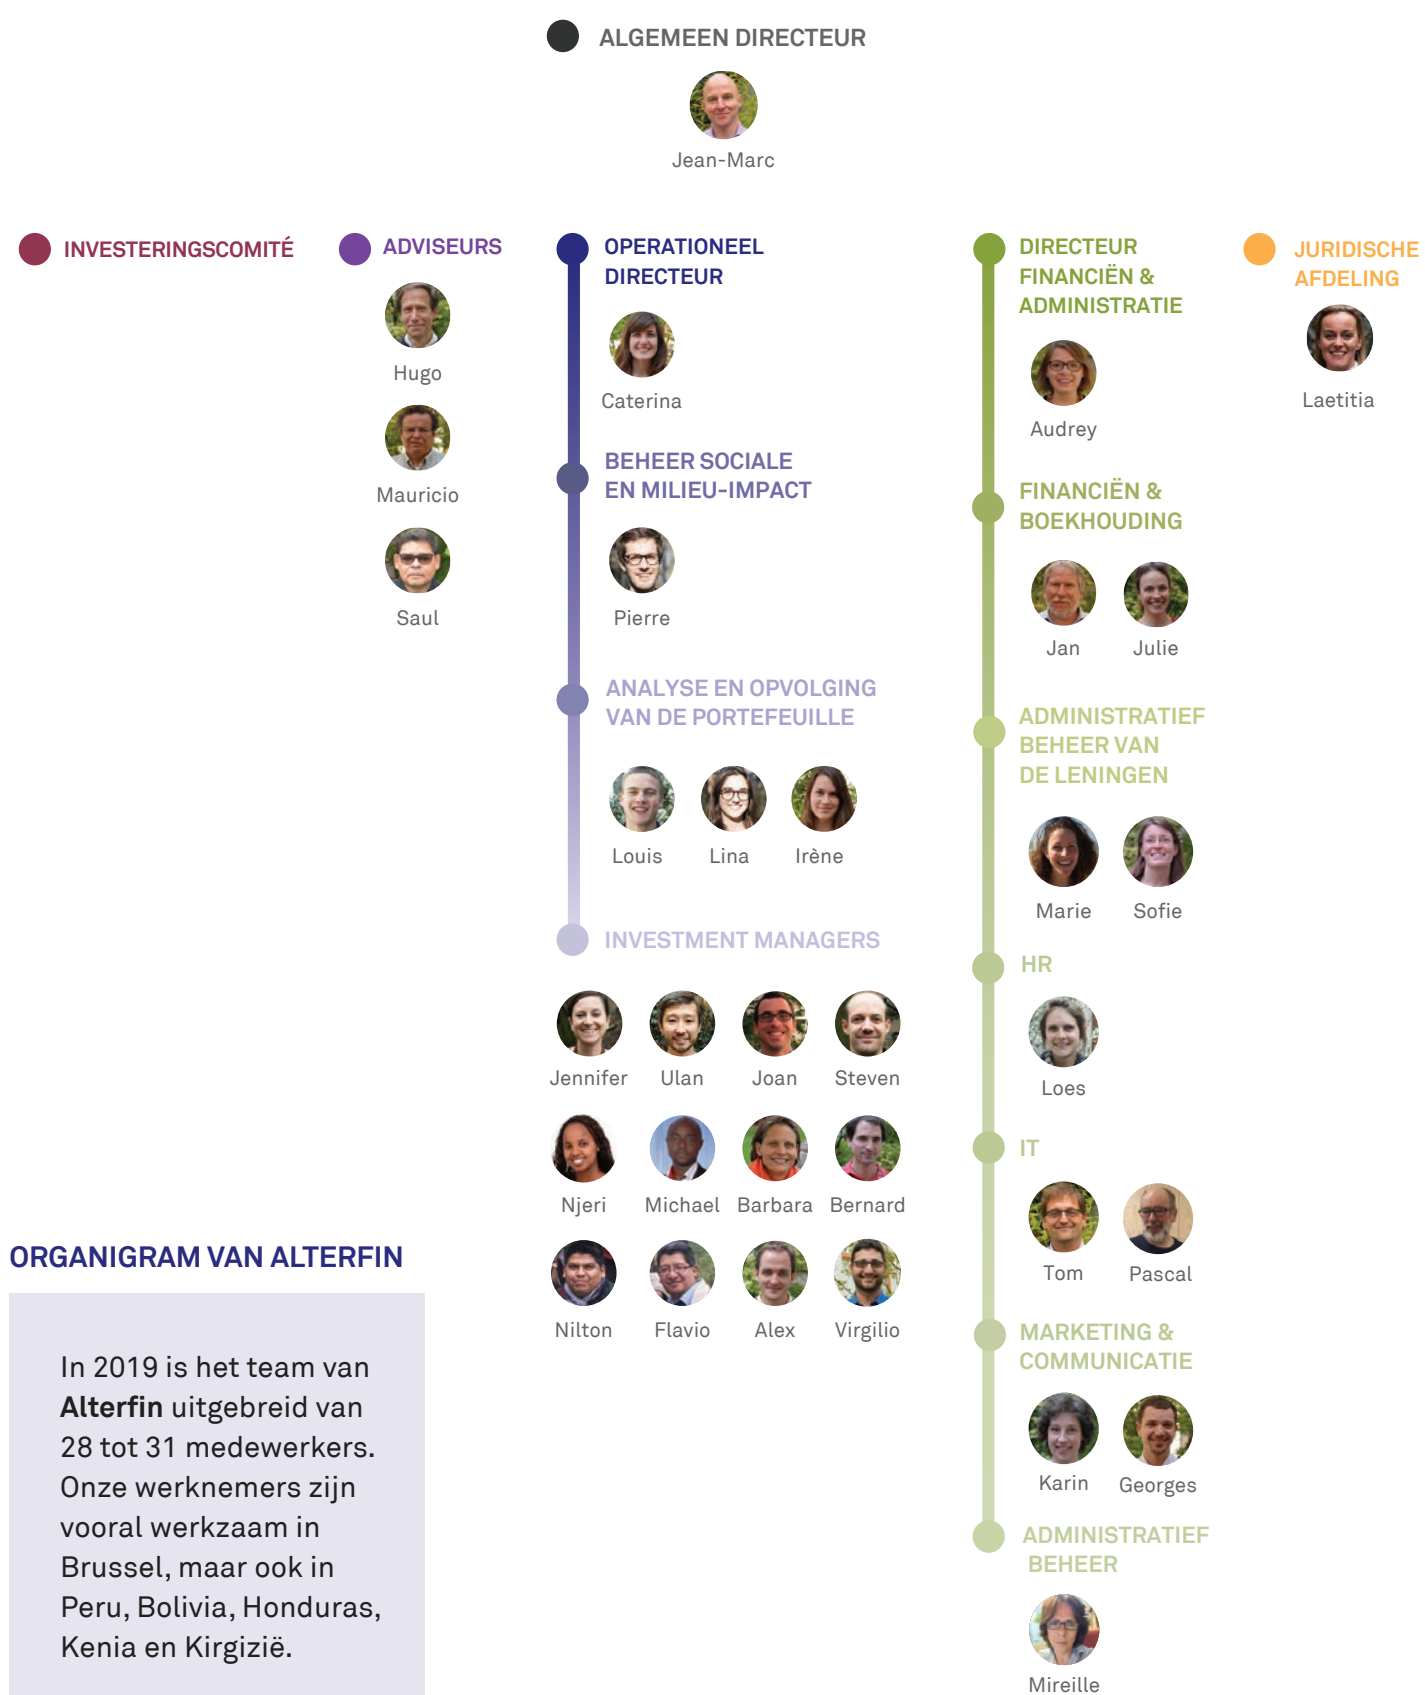 ALGEMEEN DIRECTEUR
Jean-Marc
INVESTERINGSCOMITÉ
ADVISEURS
Hugo
Mauricio
Saul
OPERATIONEEL
DIRECTEUR
Caterina
BEHEER SOCIALE
EN MILIEU-IMPACT
Pierre
ANALYSE EN OPVOLGING
VAN DE PORTEFEUILLE
Louis Lina Irène
INVESTMENT MANAGERS
Jennifer Ulan Joan Steven
Njeri Michael Barbara Bernard
Nilton Flavio Alex Virgilio
DIRECTEUR
FINANCIËN &
ADMINISTRATIE
Audrey
FINANCIËN &
BOEKHOUDING
Jan Julie
ADMINISTRATIEF
BEHEER VAN
DE LENINGEN
Marie Sofie
HR
Loes
IT
Tom Pascal
MARKETING &
COMMUNICATIE
Karin Georges
ADMINISTRATIEF
BEHEER
Mireille
JURIDISCHE
AFDELING
Laetitia
ORGANIGRAM VAN ALTERFIN
In 2019 is het team van
Alterfin uitgebreid van
28 tot 31 medewerkers.
Onze werknemers zijn
vooral werkzaam in
Brussel, maar ook in
Peru, Bolivia, Honduras,
Kenia en Kirgizië.